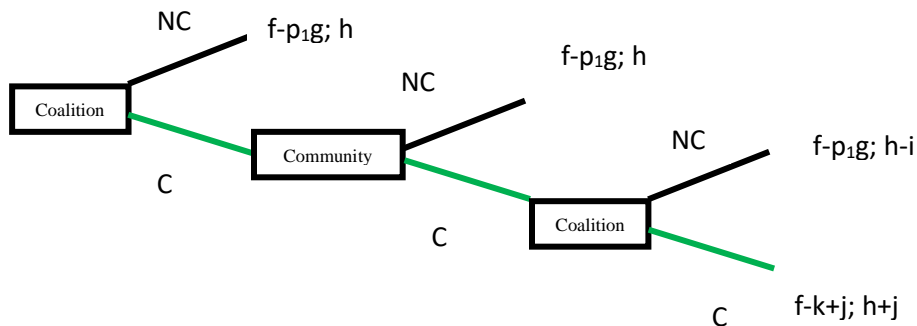 NC
f-p₁g; h
Coalition
C
NC
f-p₁g; h
Community
C
NC
f-p₁g; h-i
Coalition
C
f-k+j; h+j